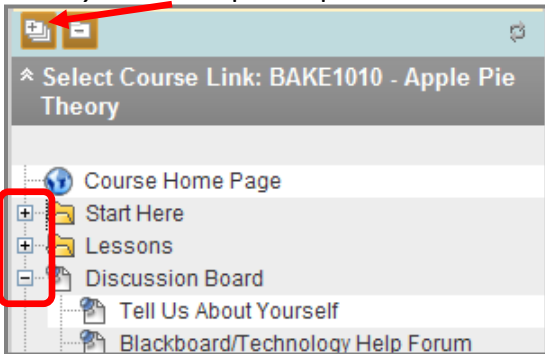 Select Course Link: BAKE1010 - Apple Pie
Theory
Course Home Page
Start Here
Lessons
Discussion Board
Tell Us About Yourself
Blackboard/Technology Help Forum